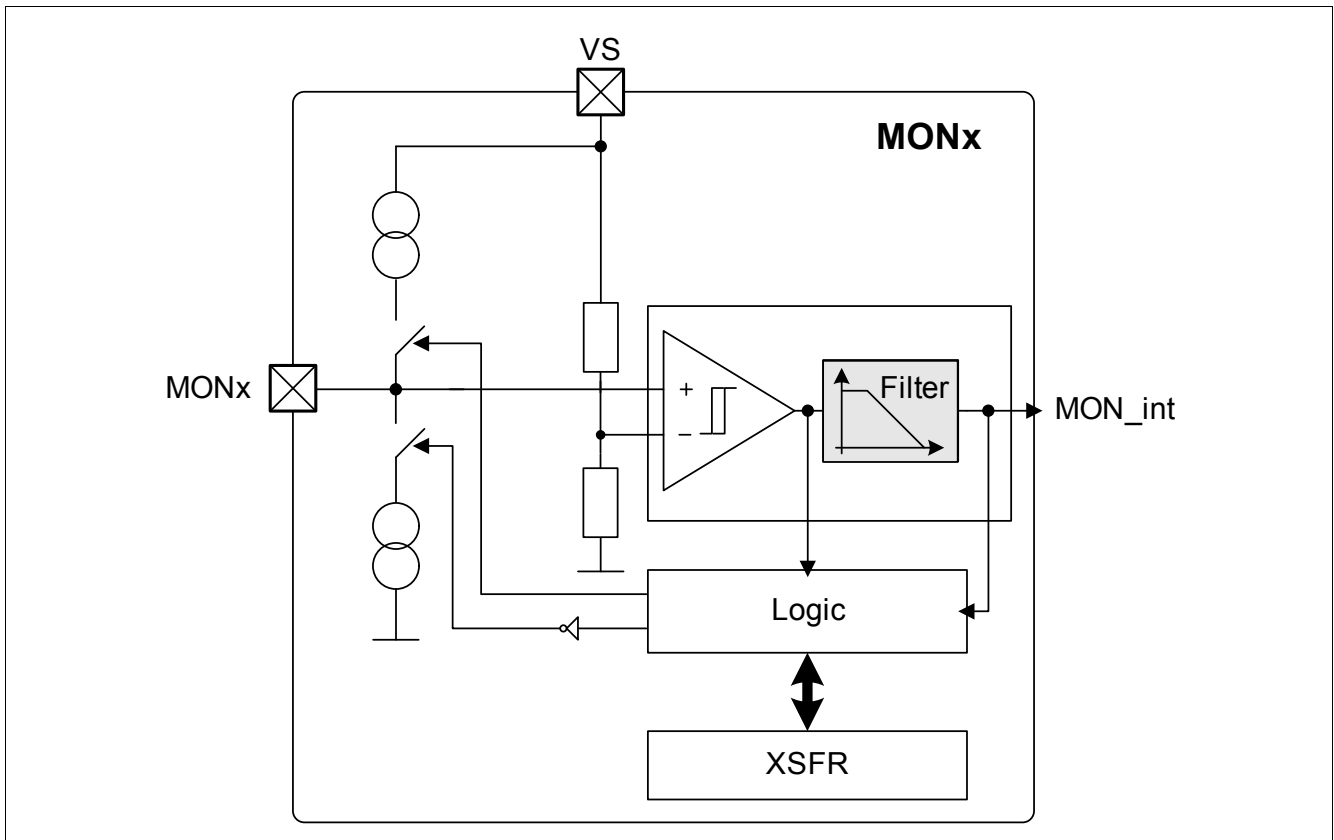 VS
MONx
MONx
+
−
Filter
MON_int
Logic
XSFR